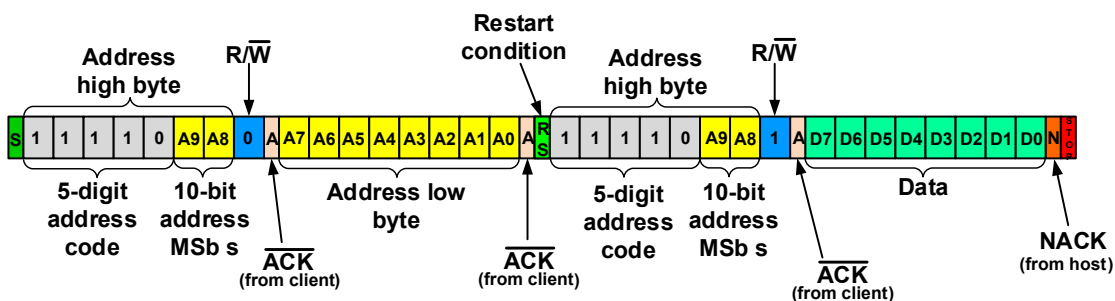 Restart
condition
Address
high byte
R/W
Address
high byte
R/W
S 1 1 1 1 0 A9 A8 0 A A7 A6 A5 A4 A3 A2 A1 A0 A RS 1 1 1 1 0 A9 A8 1 A D7 D6 D5 D4 D3 D2 D1 D0 N STOP
5-digit
address
code
10-bit
address
MSb s
Address low
byte
5-digit
address
code
10-bit
address
MSb s
Data
ACK
(from client)
ACK
(from client)
ACK
(from client)
NACK
(from host)